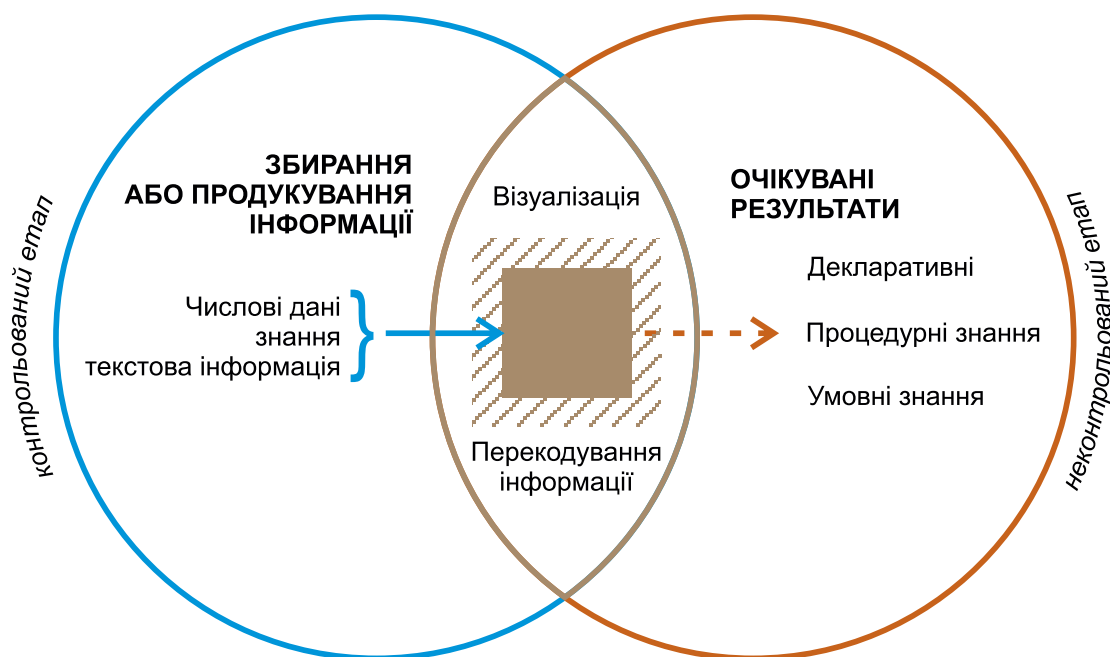 контрольований етап
ЗБИРАННЯ
АБО ПРОДУКУВАННЯ
ІНФОРМАЦІЇ
Числові дані
знання
текстова інформація
Візуалізація
Перекодування
інформації
ОЧІКУВАНІ
РЕЗУЛЬТАТИ
Декларативні
Процедурні знання
Умовні знання
неконтрольований етап